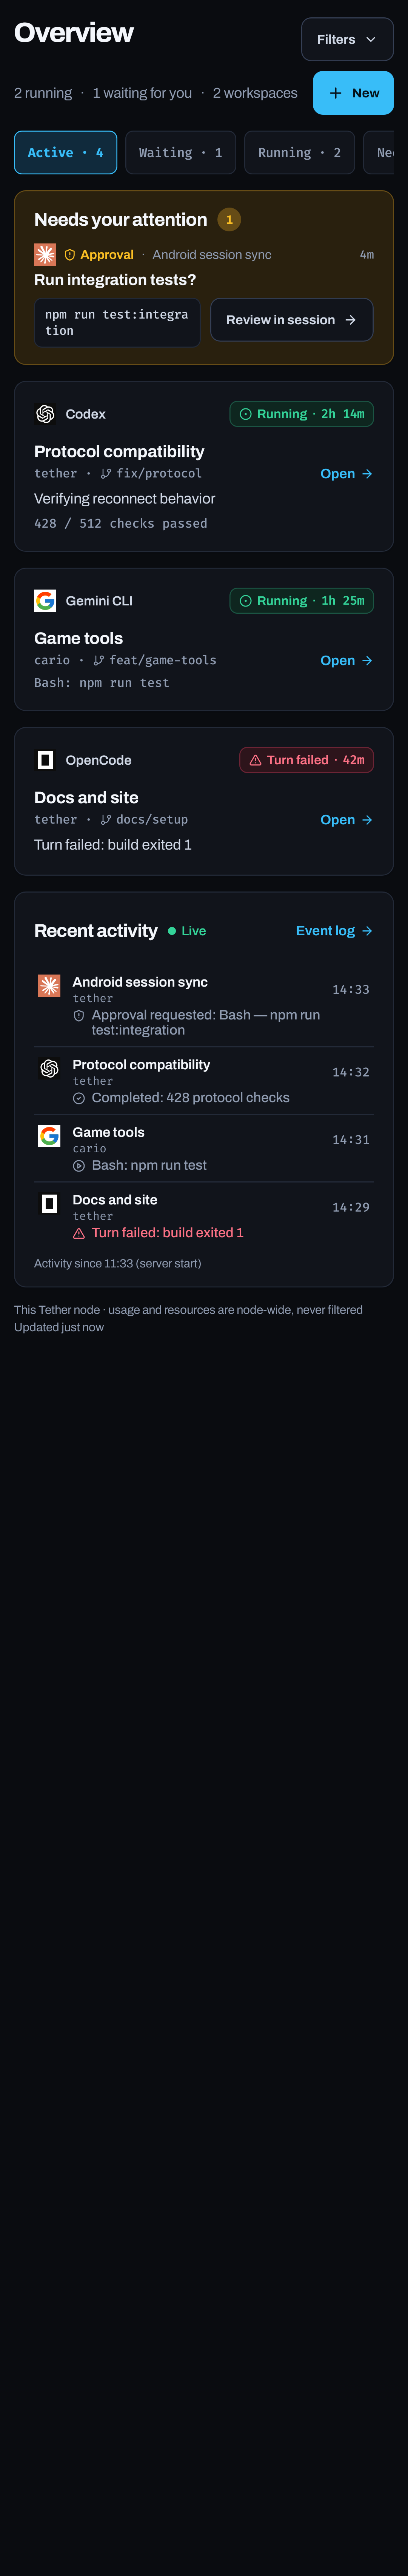 Overview
Filters
2 running · 1 waiting for you · 2 workspaces
New
Active · 4
Waiting · 1
Running · 2
Needs your attention 1
Approval · Android session sync 4m
Run integration tests?
npm run test:integra
tion
Review in session
Codex
Running · 2h 14m
Protocol compatibility
tether · fix/protocol
Open
Verifying reconnect behavior
428 / 512 checks passed
Gemini CLI
Running · 1h 25m
Game tools
cario · feat/game-tools
Open
Bash: npm run test
OpenCode
Turn failed · 42m
Docs and site
tether · docs/setup
Open
Turn failed: build exited 1
Recent activity Live
Event log
Android session sync
14:33
tether
Approval requested: Bash — npm run
test:integration
Protocol compatibility
14:32
tether
Completed: 428 protocol checks
Game tools
14:31
cario
Bash: npm run test
Docs and site
14:29
tether
Turn failed: build exited 1
Activity since 11:33 (server start)
This Tether node · usage and resources are node-wide, never filtered
Updated just now